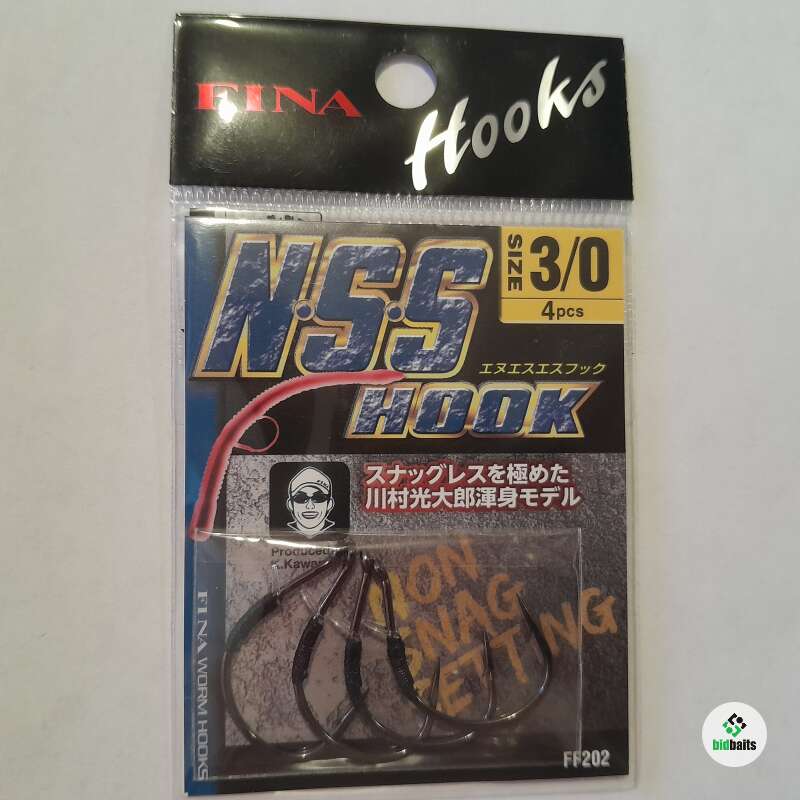 FINA
Hooks
N·S·S
HOOK
エヌエスエスフック
SIZE 3/0
4pcs
スナッグレスを極めた
川村光大郎渾身モデル
FINA
Produced
NON
SNAG
SETTING
FINA WORM HOOKS
FF202
bidbaits